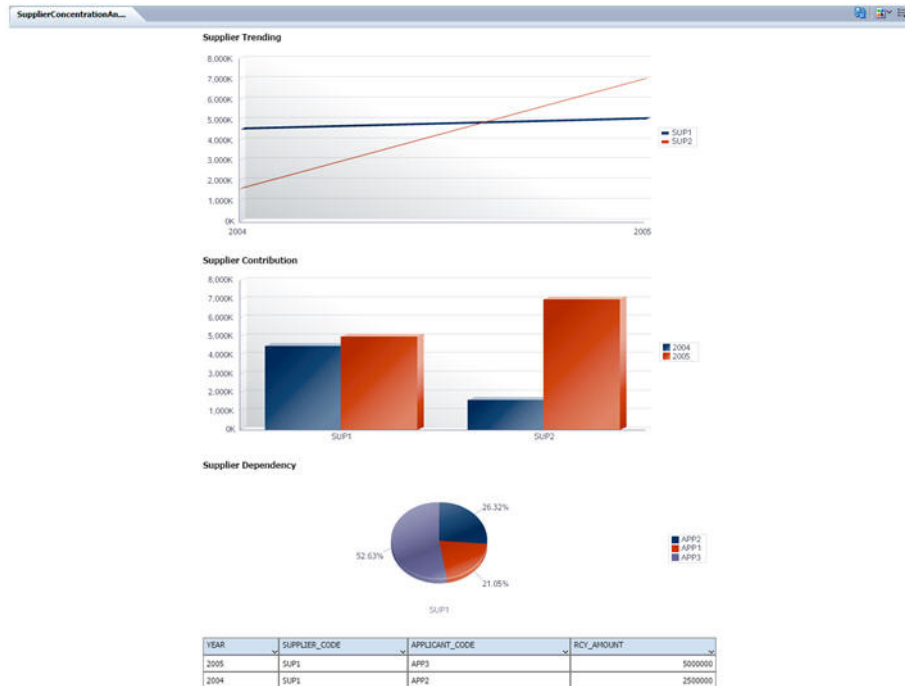 SupplierConcentrationAn...
Supplier Trending
8,000K
7,000K
6,000K
5,000K
4,000K
3,000K
2,000K
1,000K
0K
2004
2005
SUP1
SUP2
Supplier Contribution
8,000K
7,000K
6,000K
5,000K
4,000K
3,000K
2,000K
1,000K
0K
SUP1
SUP2
2004
2005
Supplier Dependency
26.32%
52.63%
21.05%
SUP1
APP2
APP1
APP3
YEAR SUPPLIER_CODE APPLICANT_CODE RCY_AMOUNT
2005 SUP1 APP3 5000000
2004 SUP1 APP2 2500000